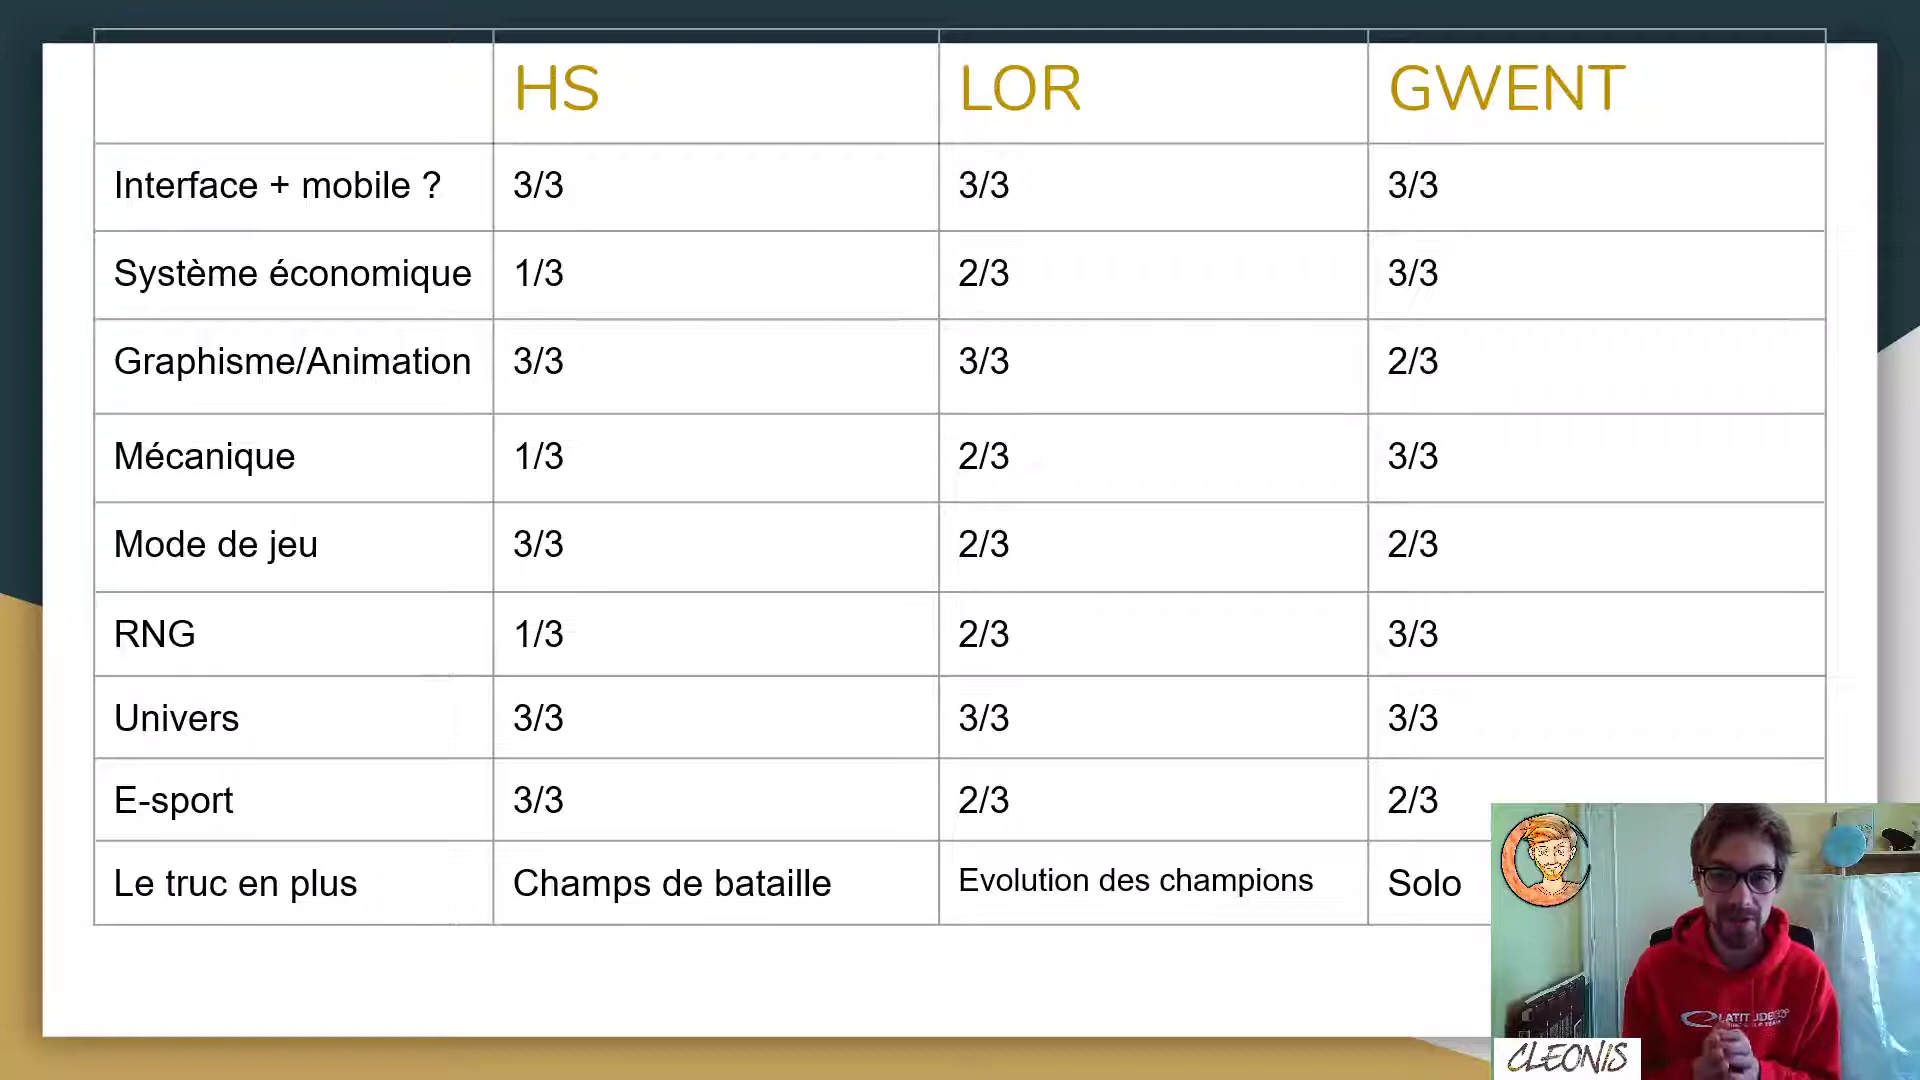 HS LOR GWENT
Interface + mobile ? 3/3 3/3 3/3
Système économique 1/3 2/3 3/3
Graphisme/Animation 3/3 3/3 2/3
Mécanique 1/3 2/3 3/3
Mode de jeu 3/3 2/3 2/3
RNG 1/3 2/3 3/3
Univers 3/3 3/3 3/3
E-sport 3/3 2/3 2/3
Le truc en plus Champs de bataille Evolution des champions Solo
CLEONIS